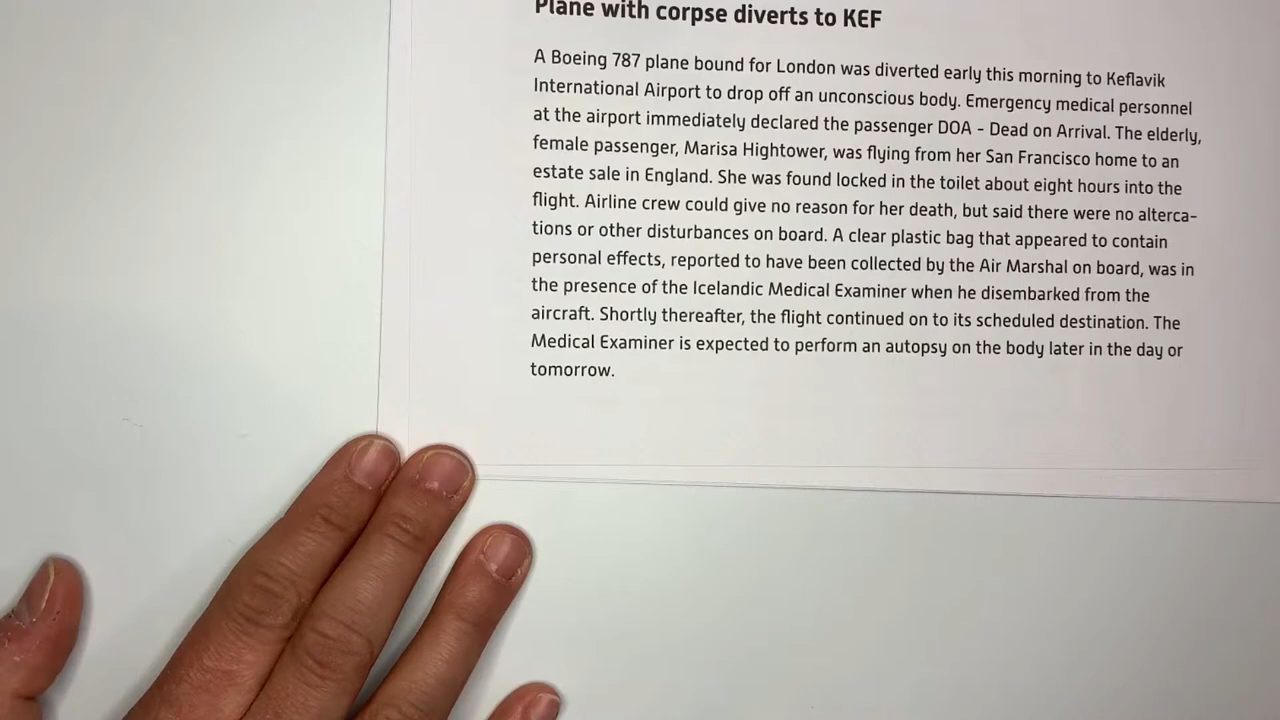 Plane with corpse diverts to KEF
A Boeing 787 plane bound for London was diverted early this morning to Keflavik
International Airport to drop off an unconscious body. Emergency medical personnel
at the airport immediately declared the passenger DOA - Dead on Arrival. The elderly,
female passenger, Marisa Hightower, was flying from her San Francisco home to an
estate sale in England. She was found locked in the toilet about eight hours into the
flight. Airline crew could give no reason for her death, but said there were no alterca-
tions or other disturbances on board. A clear plastic bag that appeared to contain
personal effects, reported to have been collected by the Air Marshal on board, was in
the presence of the Icelandic Medical Examiner when he disembarked from the
aircraft. Shortly thereafter, the flight continued on to its scheduled destination. The
Medical Examiner is expected to perform an autopsy on the body later in the day or
tomorrow.